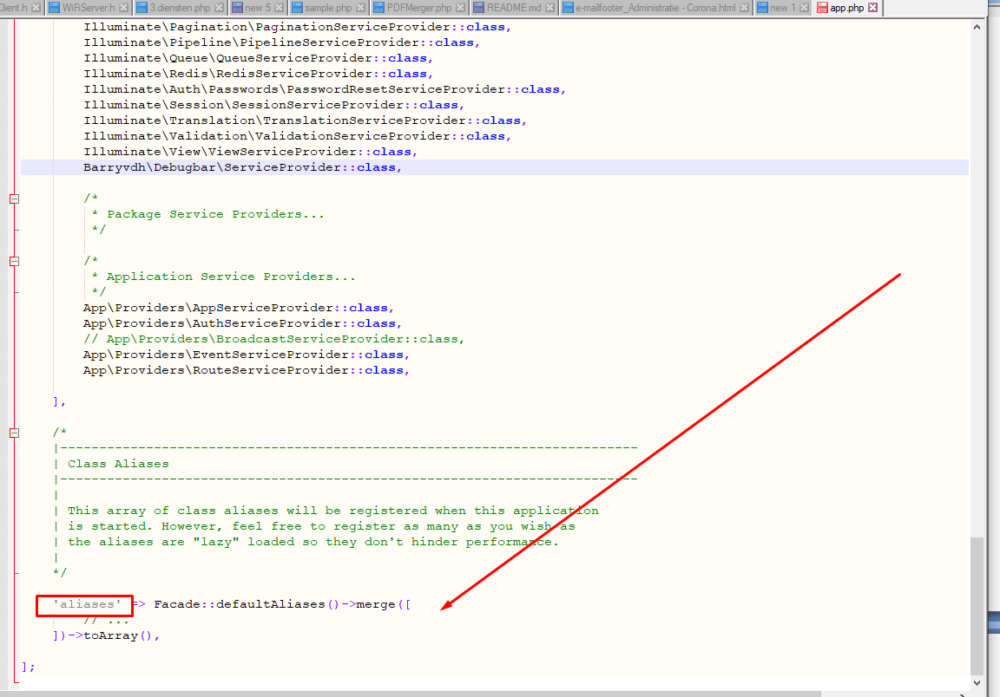 Client.h WiFiServer.h 3.diensten.php new 5 sample.php PDFMerger.php README.md e-mailfooter_Administratie - Corona.html new 1 app.php
Illuminate\Pagination\PaginationServiceProvider::class,
Illuminate\Pipeline\PipelineServiceProvider::class,
Illuminate\Queue\QueueServiceProvider::class,
Illuminate\Redis\RedisServiceProvider::class,
Illuminate\Auth\Passwords\PasswordResetServiceProvider::class,
Illuminate\Session\SessionServiceProvider::class,
Illuminate\Translation\TranslationServiceProvider::class,
Illuminate\Validation\ValidationServiceProvider::class,
Illuminate\View\ViewServiceProvider::class,
Barryvdh\Debugbar\ServiceProvider::class,
/*
* Package Service Providers...
*/
/*
* Application Service Providers...
*/
App\Providers\AppServiceProvider::class,
App\Providers\AuthServiceProvider::class,
// App\Providers\BroadcastServiceProvider::class,
App\Providers\EventServiceProvider::class,
App\Providers\RouteServiceProvider::class,
],
/*
|--------------------------------------------------------------------------
| Class Aliases
|--------------------------------------------------------------------------
|
| This array of class aliases will be registered when this application
| is started. However, feel free to register as many as you wish as
| the aliases are "lazy" loaded so they don't hinder performance.
|
*/
'aliases' => Facade::defaultAliases()->merge([
// ...
])->toArray(),
];